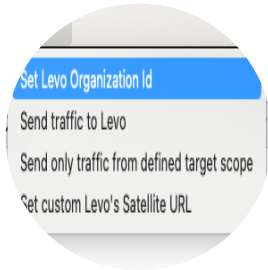 Set Levo Organization Id
Send traffic to Levo
Send only traffic from defined target scope
Set custom Levo's Satellite URL